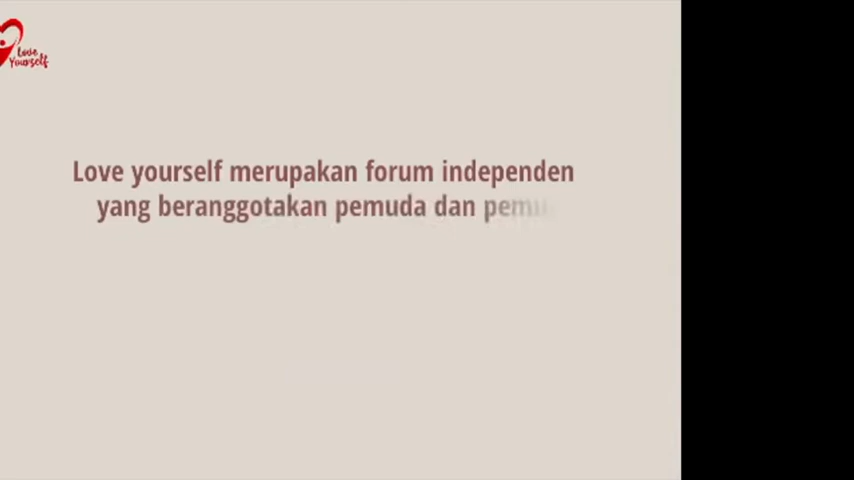 Love
Yourself
Love yourself merupakan forum independen
yang beranggotakan pemuda dan